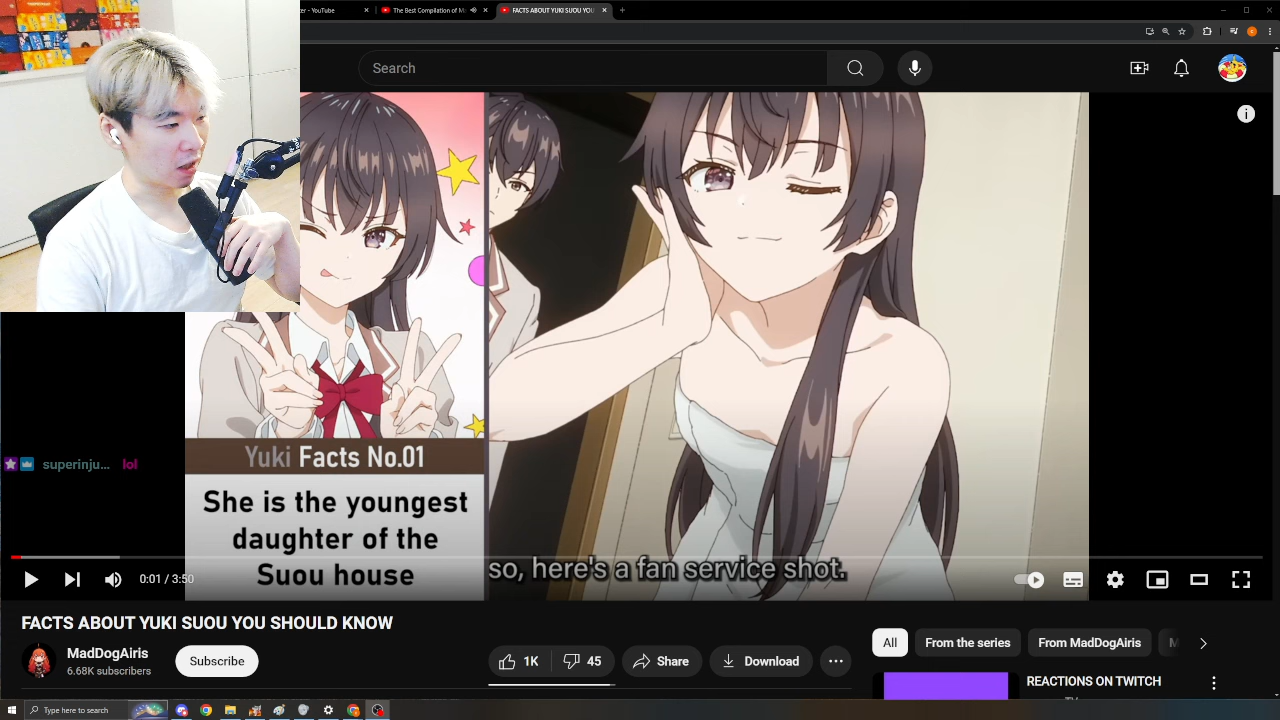 er - YouTube
The Best Compilation of M
FACTS ABOUT YUKI SUOU YOU
Search
Yuki Facts No.01
She is the youngest
daughter of the
Suou house
so, here's a fan service shot.
superinju... lol
0:01 / 3:50
FACTS ABOUT YUKI SUOU YOU SHOULD KNOW
MadDogAiris
6.68K subscribers
Subscribe
1K
45
Share
Download
All
From the series
From MadDogAiris
M
REACTIONS ON TWITCH
Type here to search